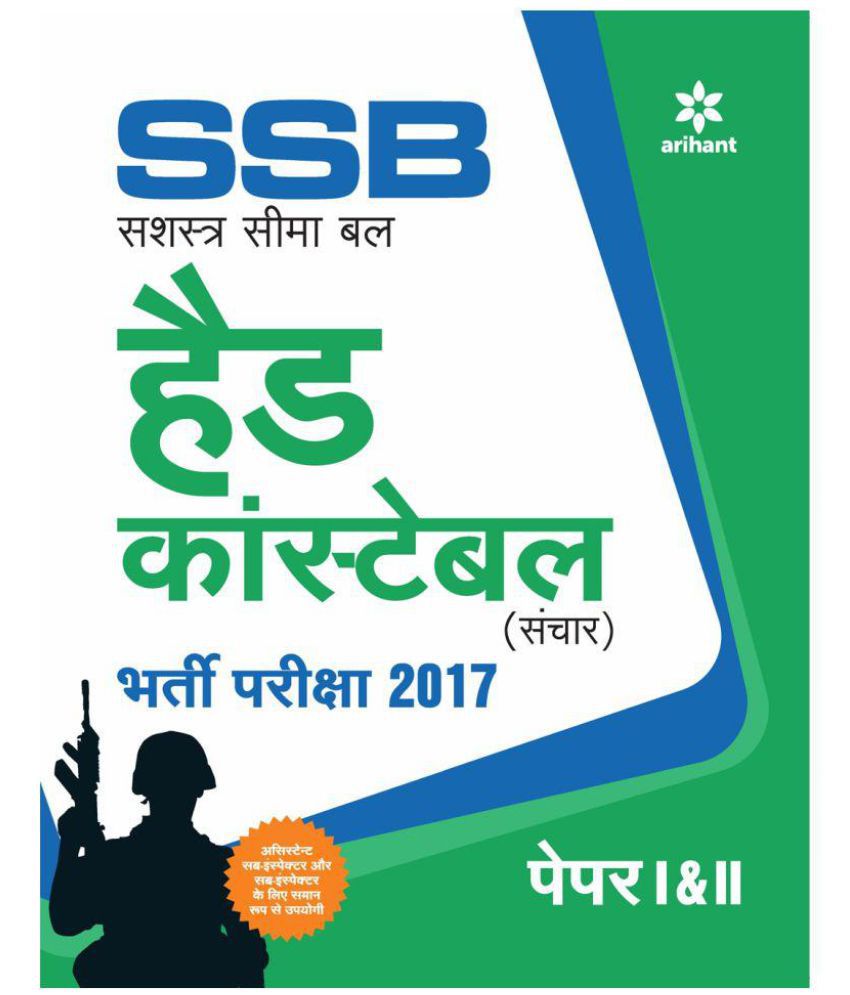 arihant
SSB
सशस्त्र सीमा बल
हैड
कांस्टेबल
(संचार)
भर्ती परीक्षा 2017
असिस्टेन्ट
सब-इंस्पेक्टर और
सब-इंस्पेक्टर
के लिए समान
रूप से उपयोगी
पेपर I & II